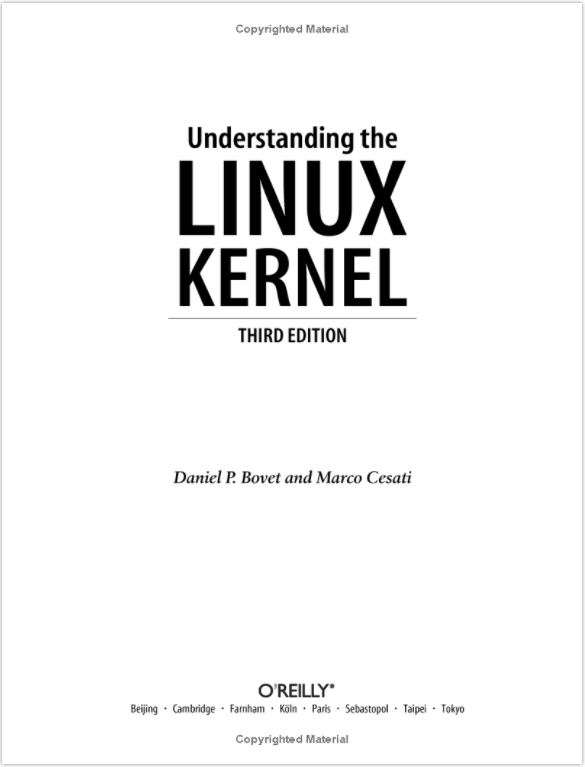 Copyrighted Material
Understanding the
LINUX
KERNEL
THIRD EDITION
Daniel P. Bovet and Marco Cesati
O'REILLY®
Beijing · Cambridge · Farnham · Köln · Paris · Sebastopol · Taipei · Tokyo
Copyrighted Material